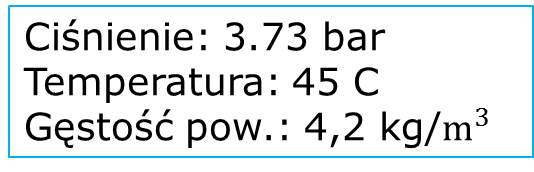 Ciśnienie: 3.73 bar
Temperatura: 45 C
Gęstość pow.: 4,2 kg/m³